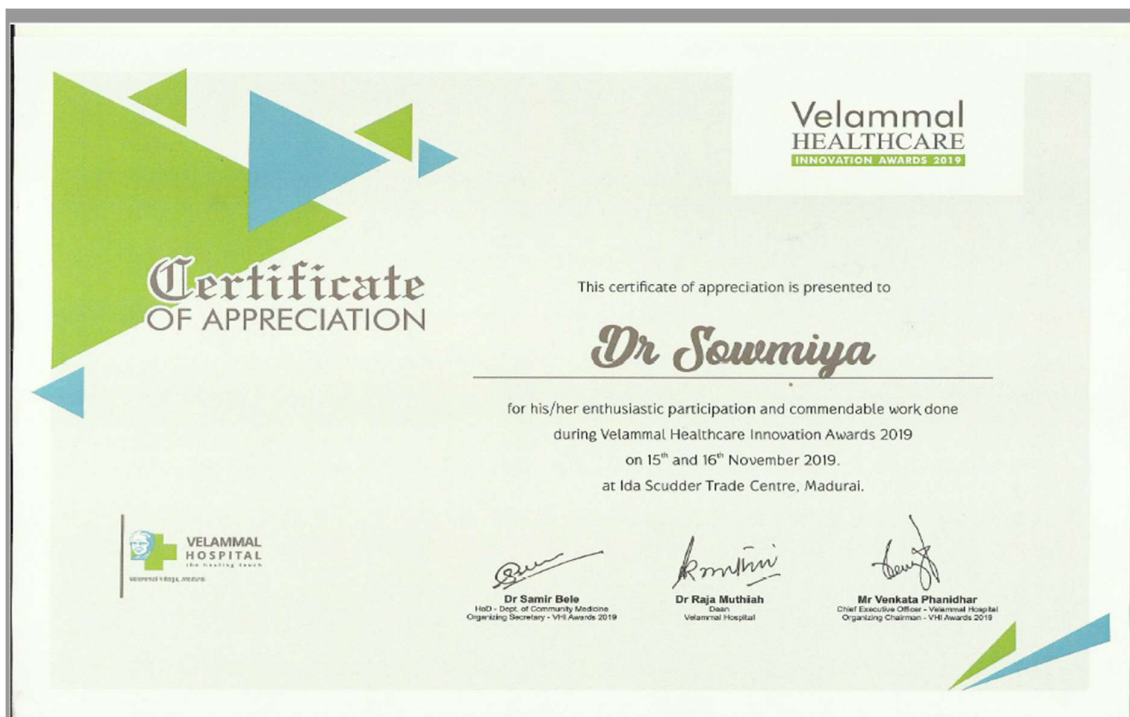 Velammal
HEALTHCARE
INNOVATION AWARDS 2019
Certificate
OF APPRECIATION
This certificate of appreciation is presented to
Dr Sowmiya
for his/her enthusiastic participation and commendable work done
during Velammal Healthcare Innovation Awards 2019
on 15th and 16th November 2019.
at Ida Scudder Trade Centre, Madurai.
VELAMMAL
HOSPITAL
the healing touch
Velammal Village, Madurai
Dr Samir Bele
HoD - Dept. of Community Medicine
Organizing Secretary - VHI Awards 2019
Dr Raja Muthiah
Dean
Velammal Hospital
Mr Venkata Phanidhar
Chief Executive Officer - Velammal Hospital
Organizing Chairman - VHI Awards 2019